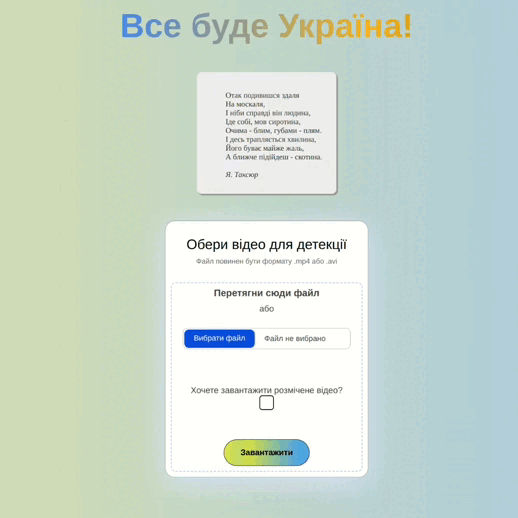 Все буде Україна!
Отак подивишся здаля
На москаля,
І ніби справді він людина,
Іде собі, мов сиротина,
Очима - блим, губами - плям.
І десь трапляється хвилина,
Його буває майже жаль,
А ближче підійдеш - скотина.
Я. Таксюр
Обери відео для детекції
Файл повинен бути формату .mp4 або .avi
Перетягни сюди файл
або
Вибрати файл Файл не вибрано
Хочете завантажити розмічене відео?
Завантажити